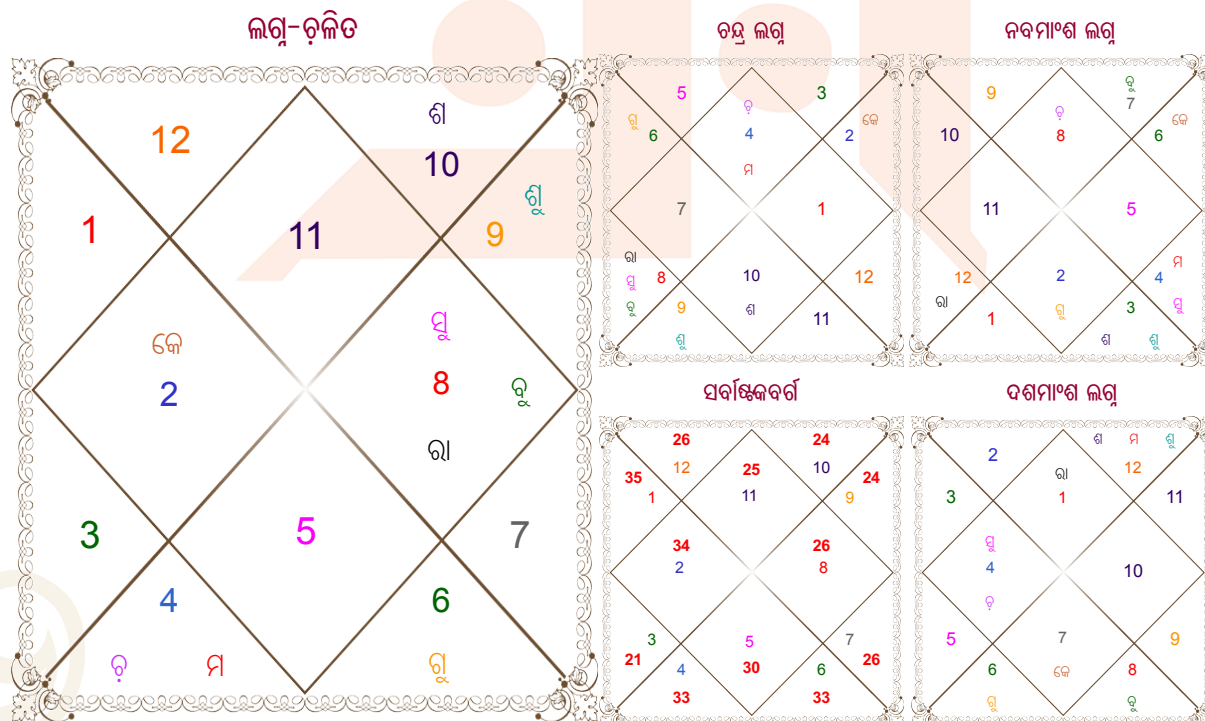 ଲଗ୍ନ-ଚଳିତ
12
ଶ
10
ଶୁ
1
11
9
କେ
2
ସୁ
8
ବୁ
ରା
3
5
7
4
6
ଚ
ମ
ଗୁ
ଚନ୍ଦ୍ର ଲଗ୍ନ
5
3
ଗୁ
6
ଚ
4
2
କେ
ମ
7
1
ରା
ସୁ
8
ବୁ
10
12
9
ଶ
11
ଶୁ
ନବମାଂଶ ଲଗ୍ନ
9
ବୁ
7
10
ଚ
8
6
କେ
11
5
12
ରା
2
4
ମ
1
ଗୁ
3
ସୁ
ଶ
ଶୁ
ସର୍ବାଷ୍ଟକବର୍ଗ
26
24
12
25
10
35
24
1
11
9
34
26
2
8
3
5
7
21
4
30
6
26
33
33
ଦଶମାଂଶ ଲଗ୍ନ
2
ଶ
ମ
ଶୁ
ରା
12
3
1
11
ସୁ
4
10
ଚ
5
7
9
6
କେ
8
ଗୁ
ବୁ